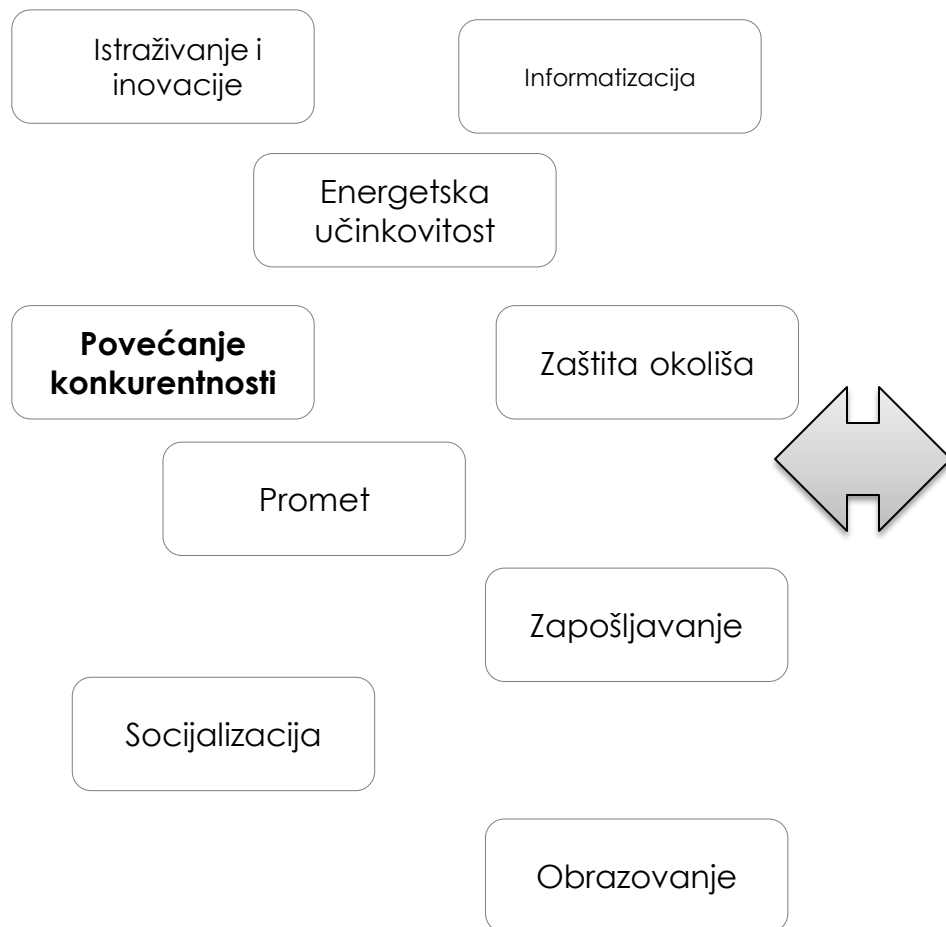 Istraživanje i
inovacije
Informatizacija
Energetska
učinkovitost
Povećanje
konkurentnosti
Zaštita okoliša
Promet
Zapošljavanje
Socijalizacija
Obrazovanje